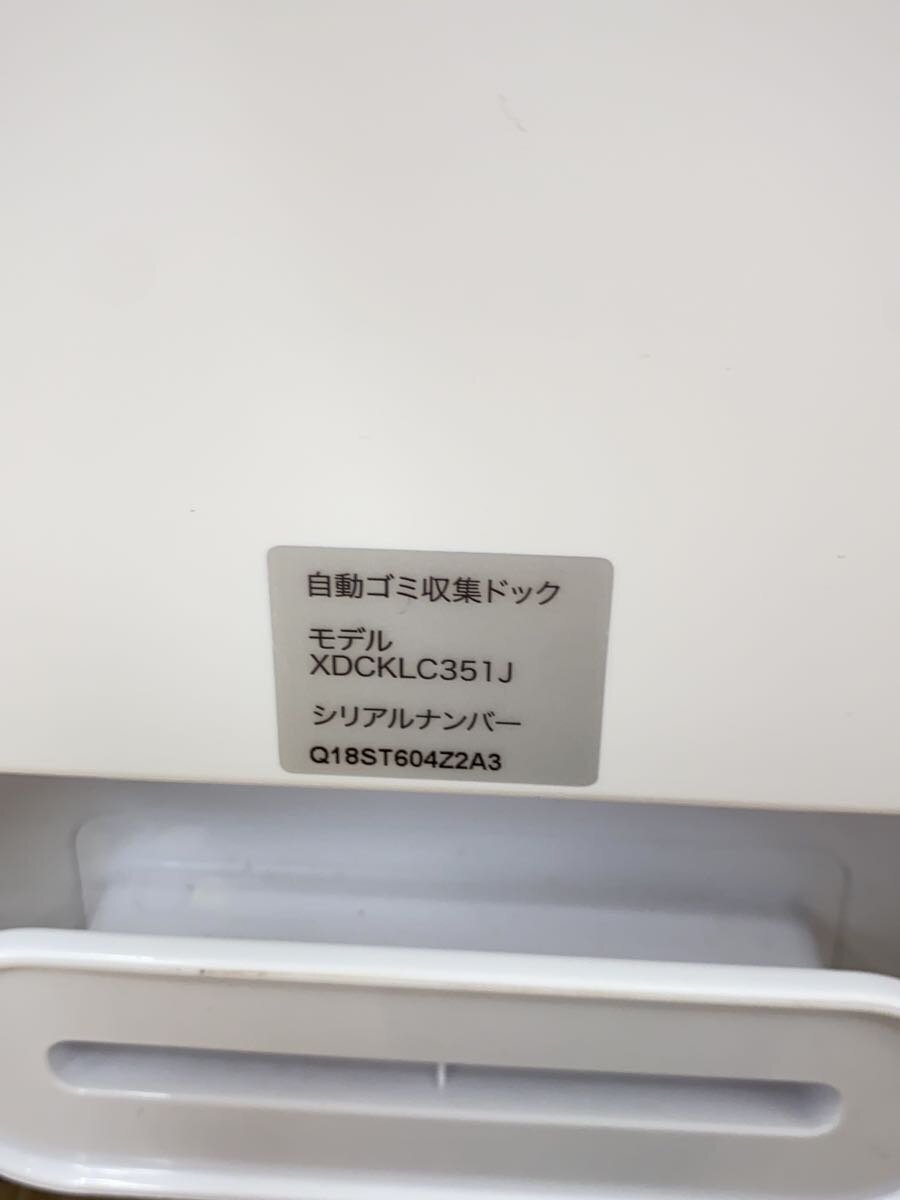 自動ゴミ収集ドック
モデル
XDCKLC351J
シリアルナンバー
Q18ST604Z2A3